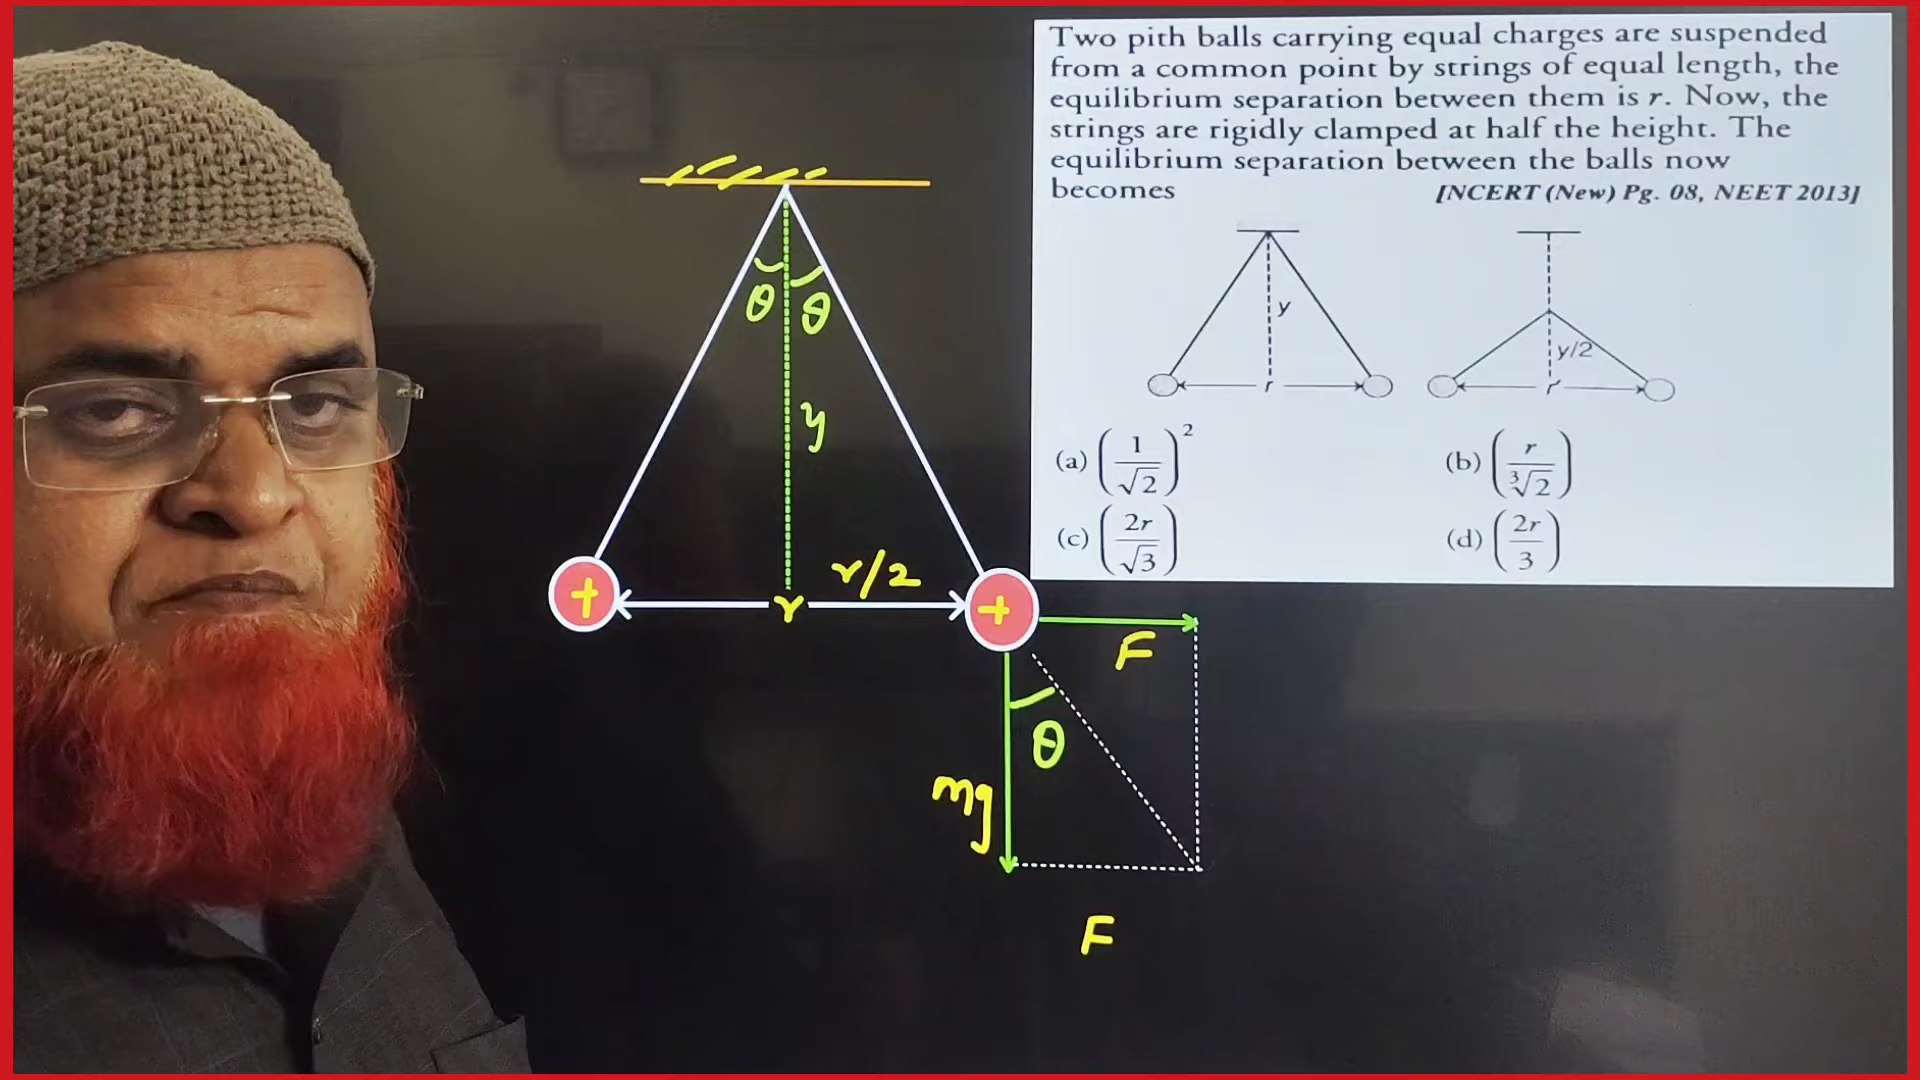 Two pith balls carrying equal charges are suspended
from a common point by strings of equal length, the
equilibrium separation between them is r. Now, the
strings are rigidly clamped at half the height. The
equilibrium separation between the balls now
becomes [NCERT (New) Pg. 08, NEET 2013]
y
r
y/2
r'
(a) (1/√2)²
(b) (r/∛2)
(c) (2r/√3)
(d) (2r/3)
θ θ
y
r/2
+ r +
F
θ
mg
F